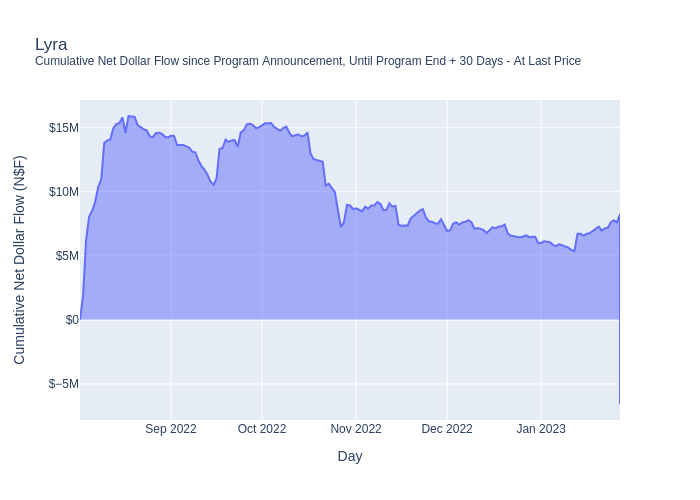 Lyra
Cumulative Net Dollar Flow since Program Announcement, Until Program End + 30 Days - At Last Price
Cumulative Net Dollar Flow (N$F)
$15M
$10M
$5M
$0
$−5M
Sep 2022
Oct 2022
Nov 2022
Dec 2022
Jan 2023
Day